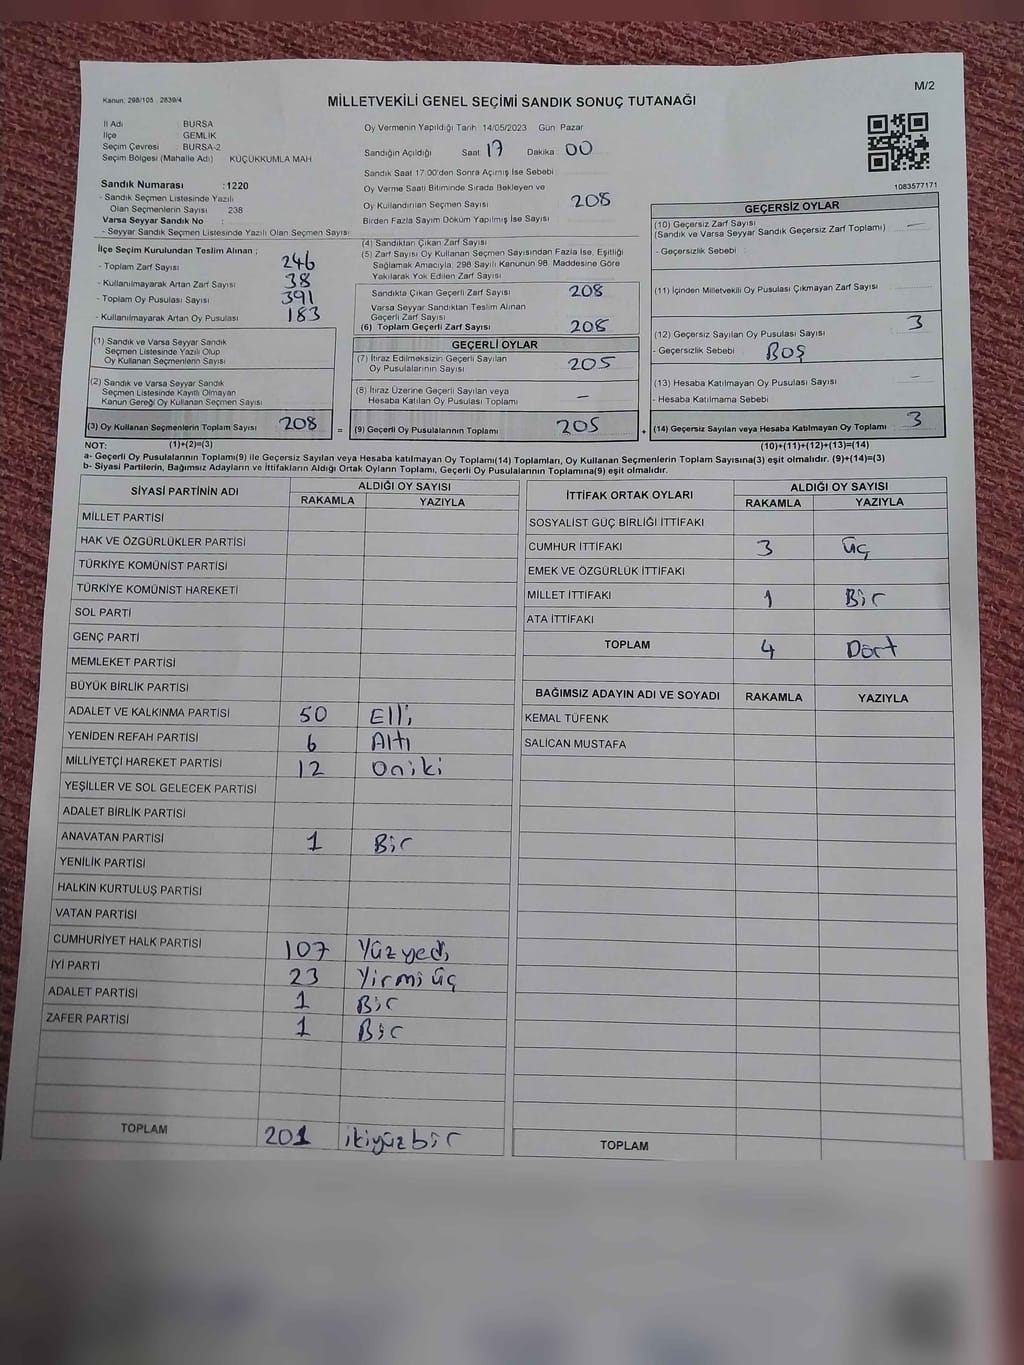 M/2
Kanun: 298/105 , 2839/4
MİLLETVEKİLİ GENEL SEÇİMİ SANDIK SONUÇ TUTANAĞI
İl Adı : BURSA
İlçe : GEMLİK
Seçim Çevresi : BURSA-2
Seçim Bölgesi (Mahalle Adı) KÜÇÜKKUMLA MAH
Sandık Numarası :1220
- Sandık Seçmen Listesinde Yazılı
Olan Seçmenlerin Sayısı 238
Varsa Seyyar Sandık No :
- Seyyar Sandık Seçmen Listesinde Yazılı Olan Seçmen Sayısı
Oy Vermenin Yapıldığı Tarih 14/05/2023 Gün Pazar
Sandığın Açıldığı Saat 17 Dakika 00
Sandık Saat 17:00'den Sonra Açımış İse Sebebi
Oy Verme Saati Bitiminde Sırada Bekleyen ve
Oy Kullandırılan Seçmen Sayısı 208
Birden Fazla Sayım Döküm Yapılmış İse Sayısı
1083577171
İlçe Seçim Kurulundan Teslim Alınan ;
- Toplam Zarf Sayısı 246
- Kullanılmayarak Artan Zarf Sayısı 38
- Toplam Oy Pusulası Sayısı 391
- Kullanılmayarak Artan Oy Pusulası 183
(1) Sandık ve Varsa Seyyar Sandık
Seçmen Listesinde Yazılı Olup
Oy Kullanan Seçmenlerin Sayısı
(2) Sandık ve Varsa Seyyar Sandık
Seçmen Listesinde Kayıtlı Olmayan
Kanun Gereği Oy Kullanan Seçmen Sayısı
(3) Oy Kullanan Seçmenlerin Toplam Sayısı 208 =
(4) Sandıktan Çıkan Zarf Sayısı
(5) Zarf Sayısı Oy Kullanan Seçmen Sayısından Fazla İse, Eşitliği
Sağlamak Amacıyla, 298 Sayılı Kanunun 98. Maddesine Göre
Yakılarak Yok Edilen Zarf Sayısı
Sandıkta Çıkan Geçerli Zarf Sayısı 208
Varsa Seyyar Sandıktan Teslim Alınan
Geçerli Zarf Sayısı
(6) Toplam Geçerli Zarf Sayısı 208
GEÇERLİ OYLAR
(7) İtiraz Edilmeksizin Geçerli Sayılan
Oy Pusulalarının Sayısı 205
(8) İtiraz Üzerine Geçerli Sayılan veya
Hesaba Katılan Oy Pusulası Toplamı –
(9) Geçerli Oy Pusulalarının Toplamı 205 +
GEÇERSİZ OYLAR
(10) Geçersiz Zarf Sayısı
(Sandık ve Varsa Seyyar Sandık Geçersiz Zarf Toplamı) –
- Geçersizlik Sebebi :
(11) İçinden Milletvekili Oy Pusulası Çıkmayan Zarf Sayısı –
(12) Geçersiz Sayılan Oy Pusulası Sayısı 3
- Geçersizlik Sebebi BOŞ
(13) Hesaba Katılmayan Oy Pusulası Sayısı –
- Hesaba Katılmama Sebebi
(14) Geçersiz Sayılan veya Hesaba Katılmayan Oy Toplamı 3
NOT: (1)+(2)=(3) (10)+(11)+(12)+(13)=(14)
a- Geçerli Oy Pusulalarının Toplamı(9) ile Geçersiz Sayılan veya Hesaba katılmayan Oy Toplamı(14) Toplamları, Oy Kullanan Seçmenlerin Toplam Sayısına(3) eşit olmalıdır. (9)+(14)=(3)
b- Siyasi Partilerin, Bağımsız Adayların ve İttifakların Aldığı Ortak Oyların Toplamı, Geçerli Oy Pusulalarının Toplamına(9) eşit olmalıdır.
SİYASİ PARTİNİN ADI
ALDIĞI OY SAYISI
RAKAMLA YAZIYLA
MİLLET PARTİSİ
HAK VE ÖZGÜRLÜKLER PARTİSİ
TÜRKİYE KOMÜNİST PARTİSİ
TÜRKİYE KOMÜNİST HAREKETİ
SOL PARTİ
GENÇ PARTİ
MEMLEKET PARTİSİ
BÜYÜK BİRLİK PARTİSİ
ADALET VE KALKINMA PARTİSİ 50 Elli
YENİDEN REFAH PARTİSİ 6 Altı
MİLLİYETÇİ HAREKET PARTİSİ 12 Oniki
YEŞİLLER VE SOL GELECEK PARTİSİ
ADALET BİRLİK PARTİSİ
ANAVATAN PARTİSİ 1 Bir
YENİLİK PARTİSİ
HALKIN KURTULUŞ PARTİSİ
VATAN PARTİSİ
CUMHURİYET HALK PARTİSİ 107 Yüzyedi
İYİ PARTİ 23 Yirmi üç
ADALET PARTİSİ 1 Bir
ZAFER PARTİSİ 1 Bir
TOPLAM 201 ikiyüzbir
İTTİFAK ORTAK OYLARI
ALDIĞI OY SAYISI
RAKAMLA YAZIYLA
SOSYALİST GÜÇ BİRLİĞİ İTTİFAKI
CUMHUR İTTİFAKI 3 üç
EMEK VE ÖZGÜRLÜK İTTİFAKI
MİLLET İTTİFAKI 1 Bir
ATA İTTİFAKI
TOPLAM 4 Dört
BAĞIMSIZ ADAYIN ADI VE SOYADI RAKAMLA YAZIYLA
KEMAL TÜFENK
SALİCAN MUSTAFA
TOPLAM